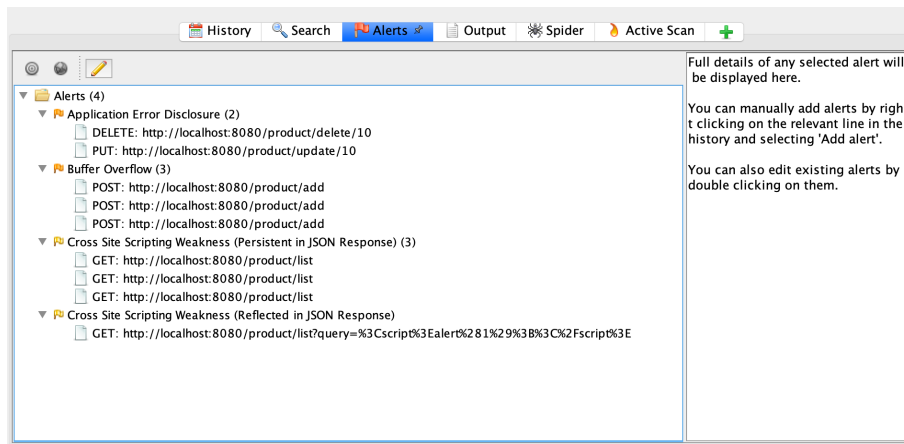 History Search Alerts Output Spider Active Scan
Alerts (4)
Application Error Disclosure (2)
DELETE: http://localhost:8080/product/delete/10
PUT: http://localhost:8080/product/update/10
Buffer Overflow (3)
POST: http://localhost:8080/product/add
POST: http://localhost:8080/product/add
POST: http://localhost:8080/product/add
Cross Site Scripting Weakness (Persistent in JSON Response) (3)
GET: http://localhost:8080/product/list
GET: http://localhost:8080/product/list
GET: http://localhost:8080/product/list
Cross Site Scripting Weakness (Reflected in JSON Response)
GET: http://localhost:8080/product/list?query=%3Cscript%3Ealert%281%29%3B%3C%2Fscript%3E
Full details of any selected alert will
be displayed here.
You can manually add alerts by righ
t clicking on the relevant line in the
history and selecting 'Add alert'.
You can also edit existing alerts by
double clicking on them.